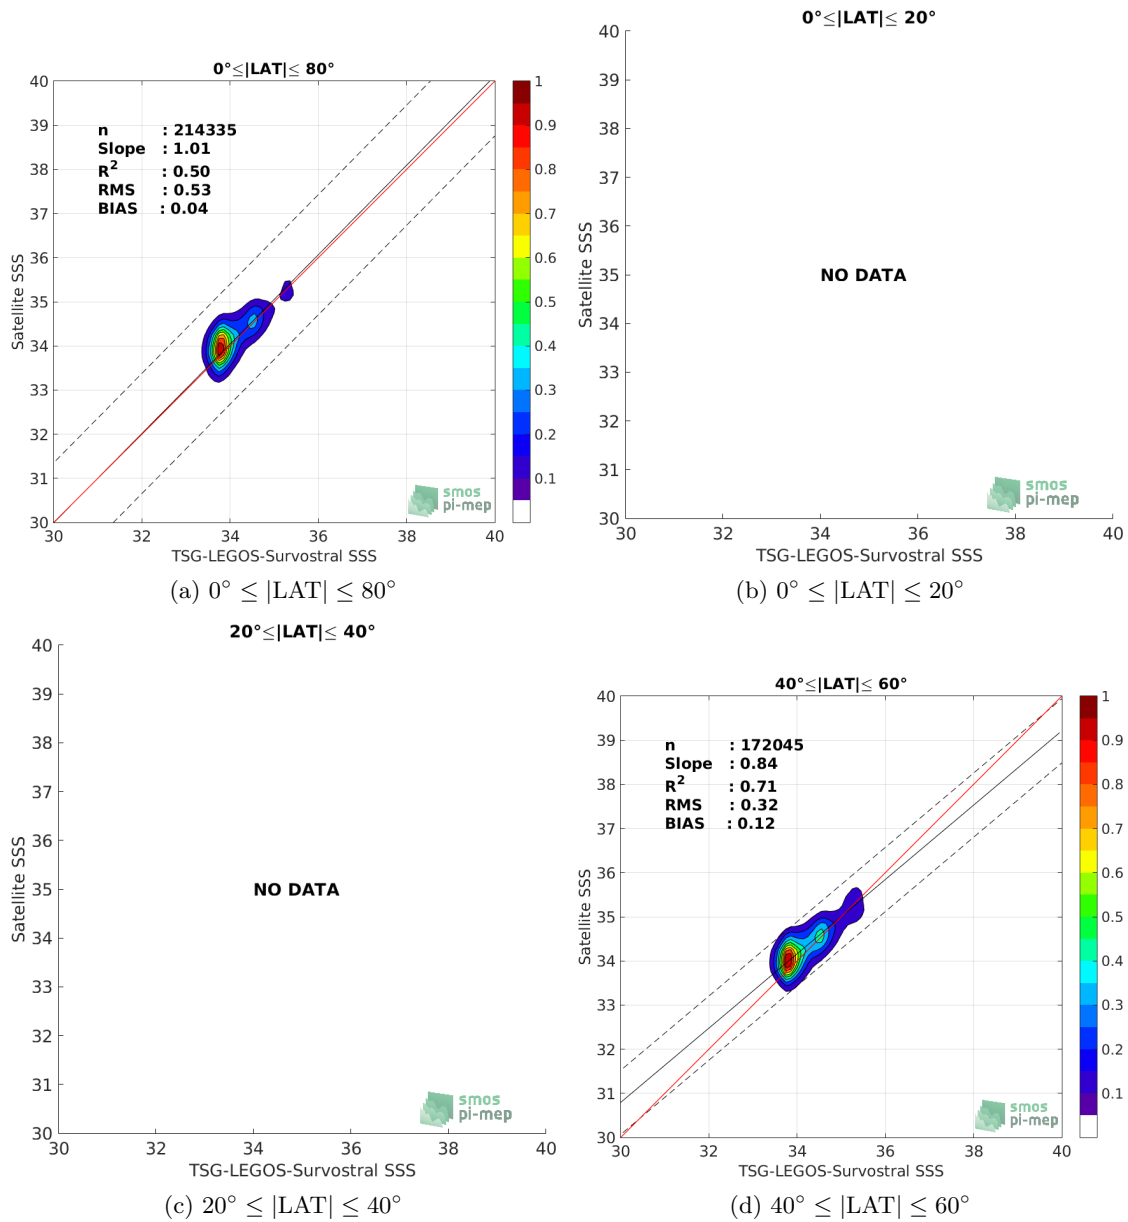 0°≤|LAT|≤ 80°
40
39
38
37
36
35
34
33
32
31
30
Satellite SSS
n : 214335
Slope : 1.01
R² : 0.50
RMS : 0.53
BIAS : 0.04
smos
pi-mep
30 32 34 36 38 40
TSG-LEGOS-Survostral SSS
1
0.9
0.8
0.7
0.6
0.5
0.4
0.3
0.2
0.1
(a) 0° ≤ |LAT| ≤ 80°
0°≤|LAT|≤ 20°
40
39
38
37
36
35
34
33
32
31
30
Satellite SSS
NO DATA
smos
pi-mep
30 32 34 36 38 40
TSG-LEGOS-Survostral SSS
(b) 0° ≤ |LAT| ≤ 20°
20°≤|LAT|≤ 40°
40
39
38
37
36
35
34
33
32
31
30
Satellite SSS
NO DATA
smos
pi-mep
30 32 34 36 38 40
TSG-LEGOS-Survostral SSS
(c) 20° ≤ |LAT| ≤ 40°
40°≤|LAT|≤ 60°
40
39
38
37
36
35
34
33
32
31
30
Satellite SSS
n : 172045
Slope : 0.84
R² : 0.71
RMS : 0.32
BIAS : 0.12
smos
pi-mep
30 32 34 36 38 40
TSG-LEGOS-Survostral SSS
1
0.9
0.8
0.7
0.6
0.5
0.4
0.3
0.2
0.1
(d) 40° ≤ |LAT| ≤ 60°